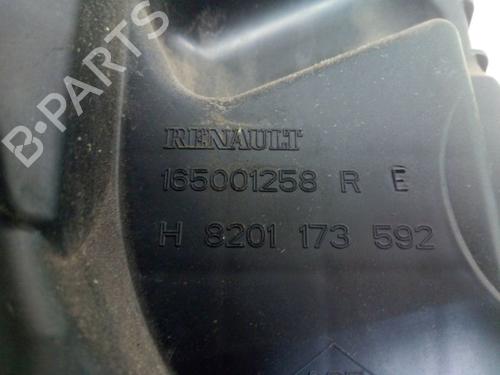 B-PARTS
RENAULT
165001258 R E
H 8201 173 592